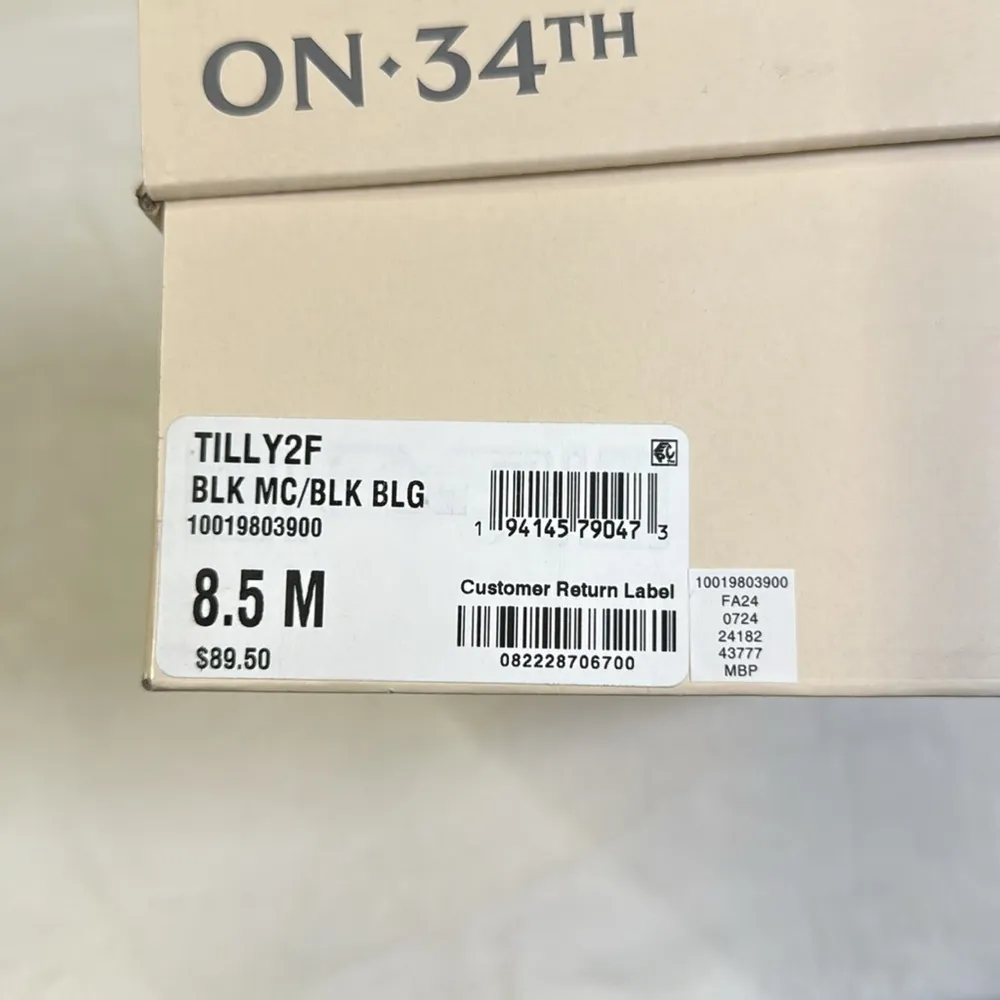 ON·34TH
TILLY2F
BLK MC/BLK BLG
10019803900
8.5 M
$89.50
1 94145 79047 3
Customer Return Label
082228706700
10019803900
FA24
0724
24182
43777
MBP